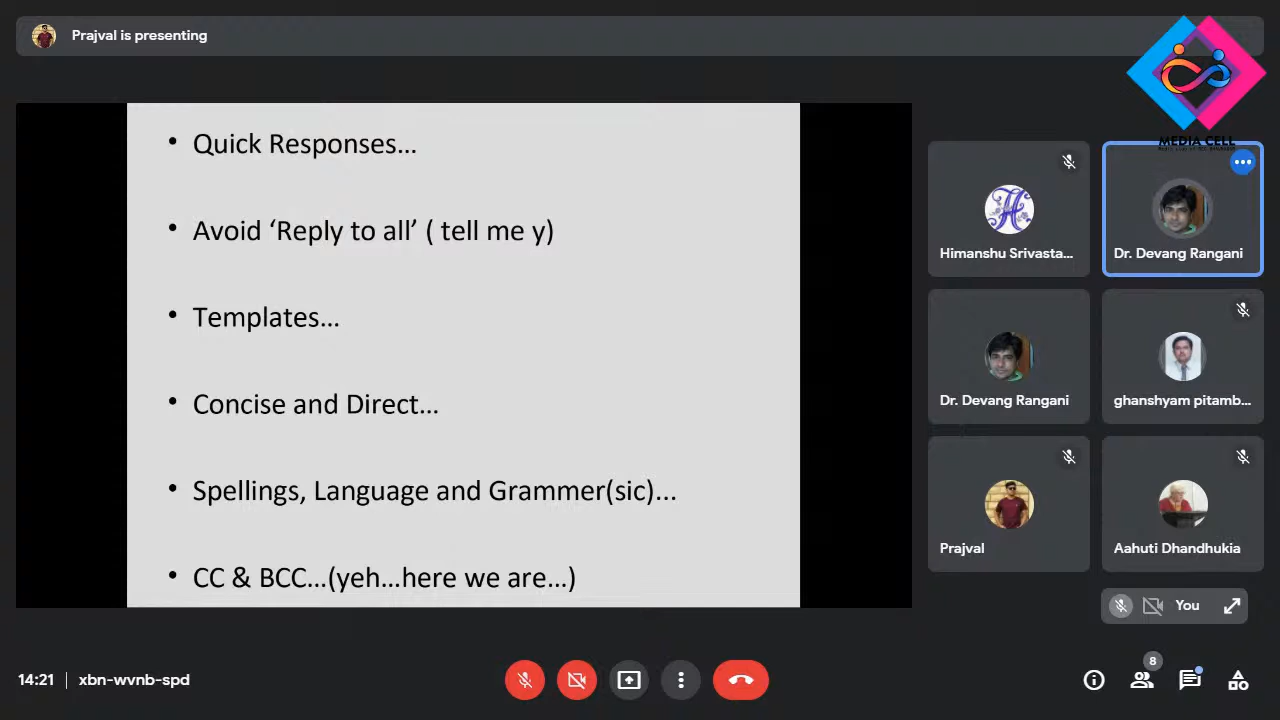 Prajval is presenting
• Quick Responses...
• Avoid ‘Reply to all’ ( tell me y)
• Templates...
• Concise and Direct...
• Spellings, Language and Grammer(sic)...
• CC & BCC...(yeh...here we are...)
MEDIA CELL
Himanshu Srivasta...
Dr. Devang Rangani
Dr. Devang Rangani
ghanshyam pitamb...
Prajval
Aahuti Dhandhukia
You
14:21 | xbn-wvnb-spd
8